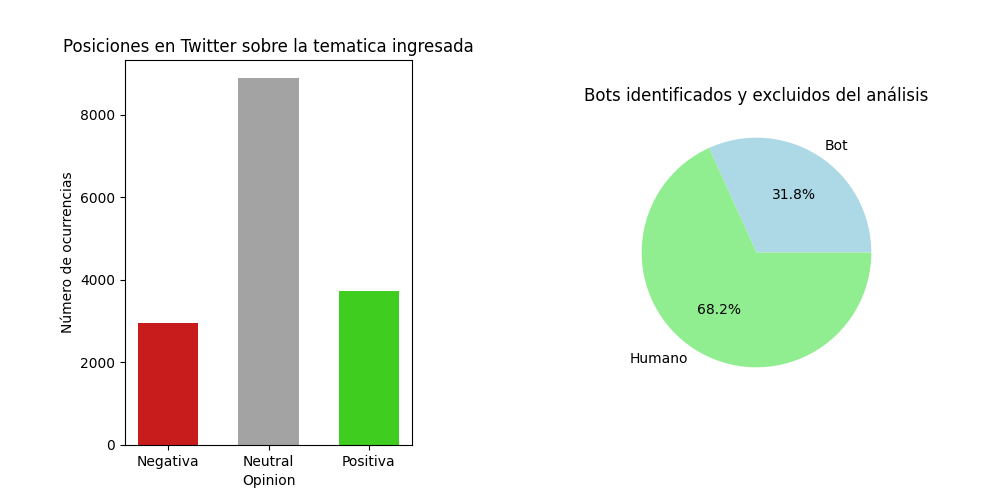 Posiciones en Twitter sobre la tematica ingresada
Número de ocurrencias
8000
6000
4000
2000
0
Negativa
Neutral
Positiva
Opinion
Bots identificados y excluidos del análisis
Bot
31.8%
68.2%
Humano